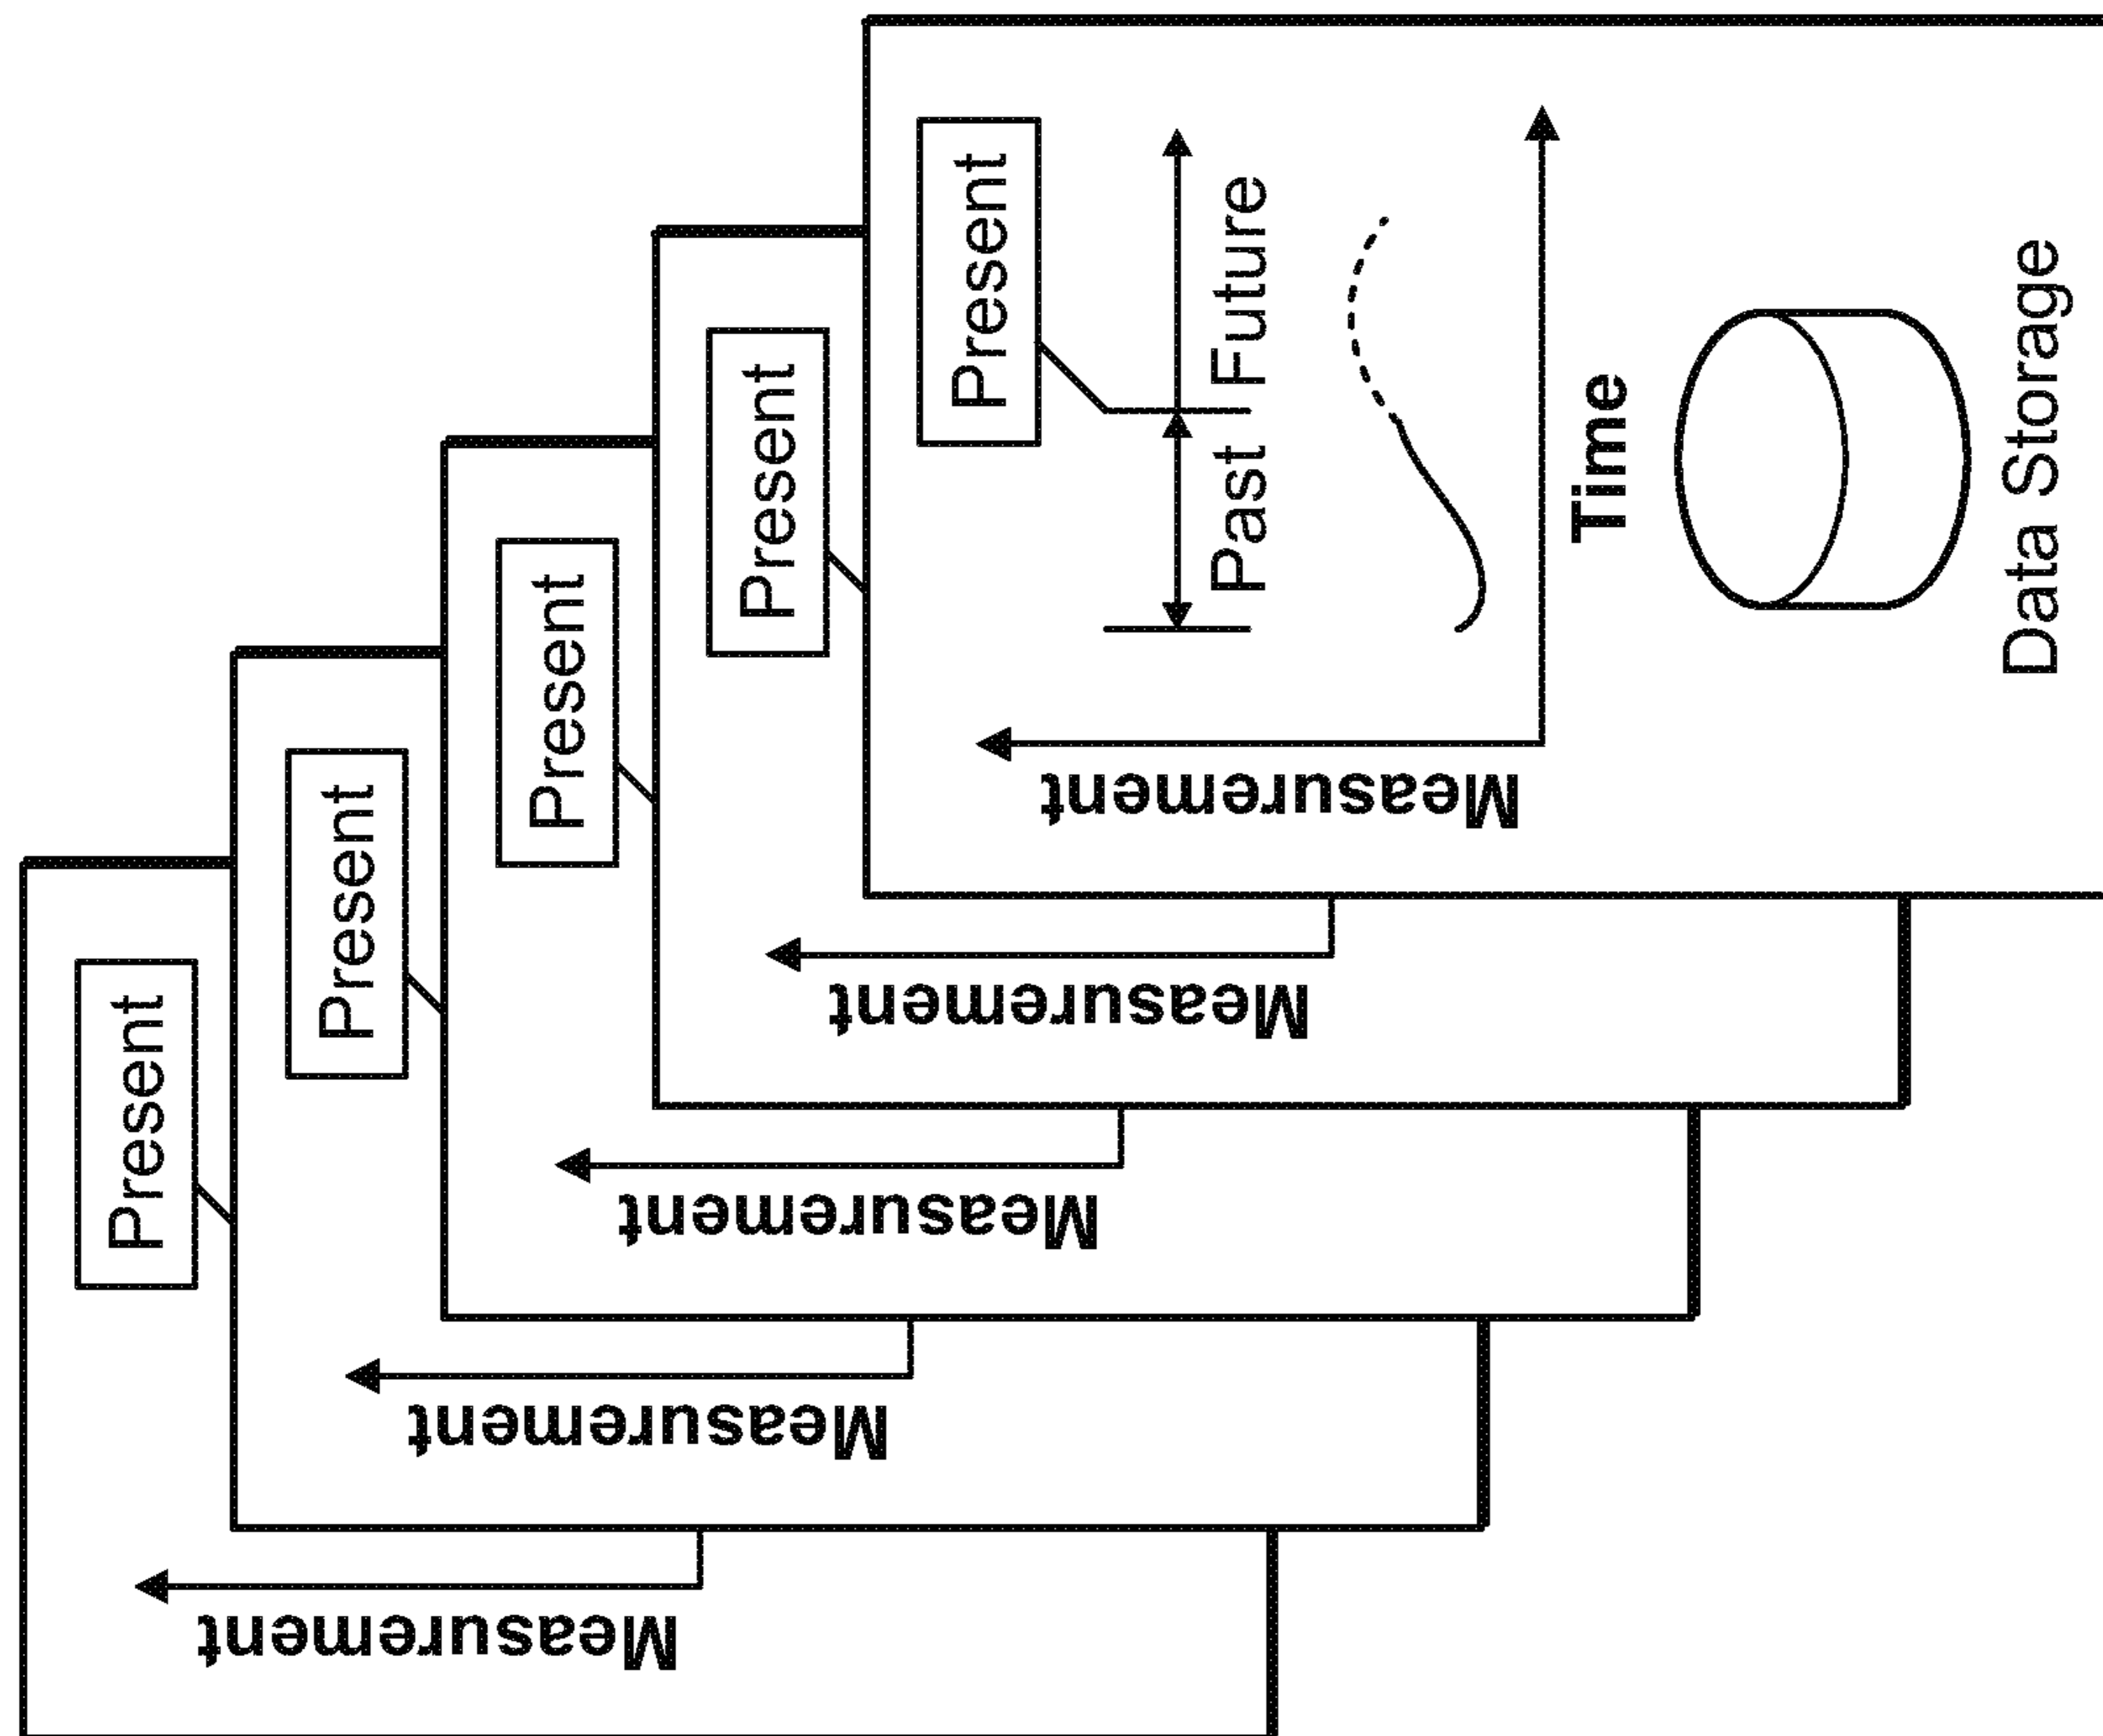 Present
Measurement
Present
Measurement
Present
Measurement
Present
Measurement
Present
Past
Future
Measurement
Time
Data Storage